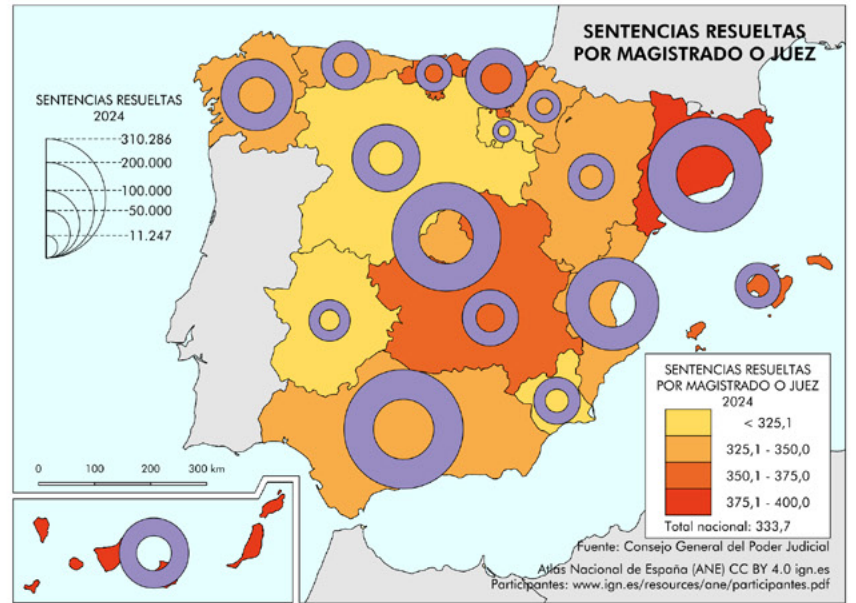 SENTENCIAS RESUELTAS
POR MAGISTRADO O JUEZ
SENTENCIAS RESUELTAS
2024
310.286
200.000
100.000
50.000
11.247
SENTENCIAS RESUELTAS
POR MAGISTRADO O JUEZ
2024
< 325,1
325,1 - 350,0
350,1 - 375,0
375,1 - 400,0
Total nacional: 333,7
0 100 200 300 km
Fuente: Consejo General del Poder Judicial
Atlas Nacional de España (ANE) CC BY 4.0 ign.es
Participantes: www.ign.es/resources/ane/participantes.pdf